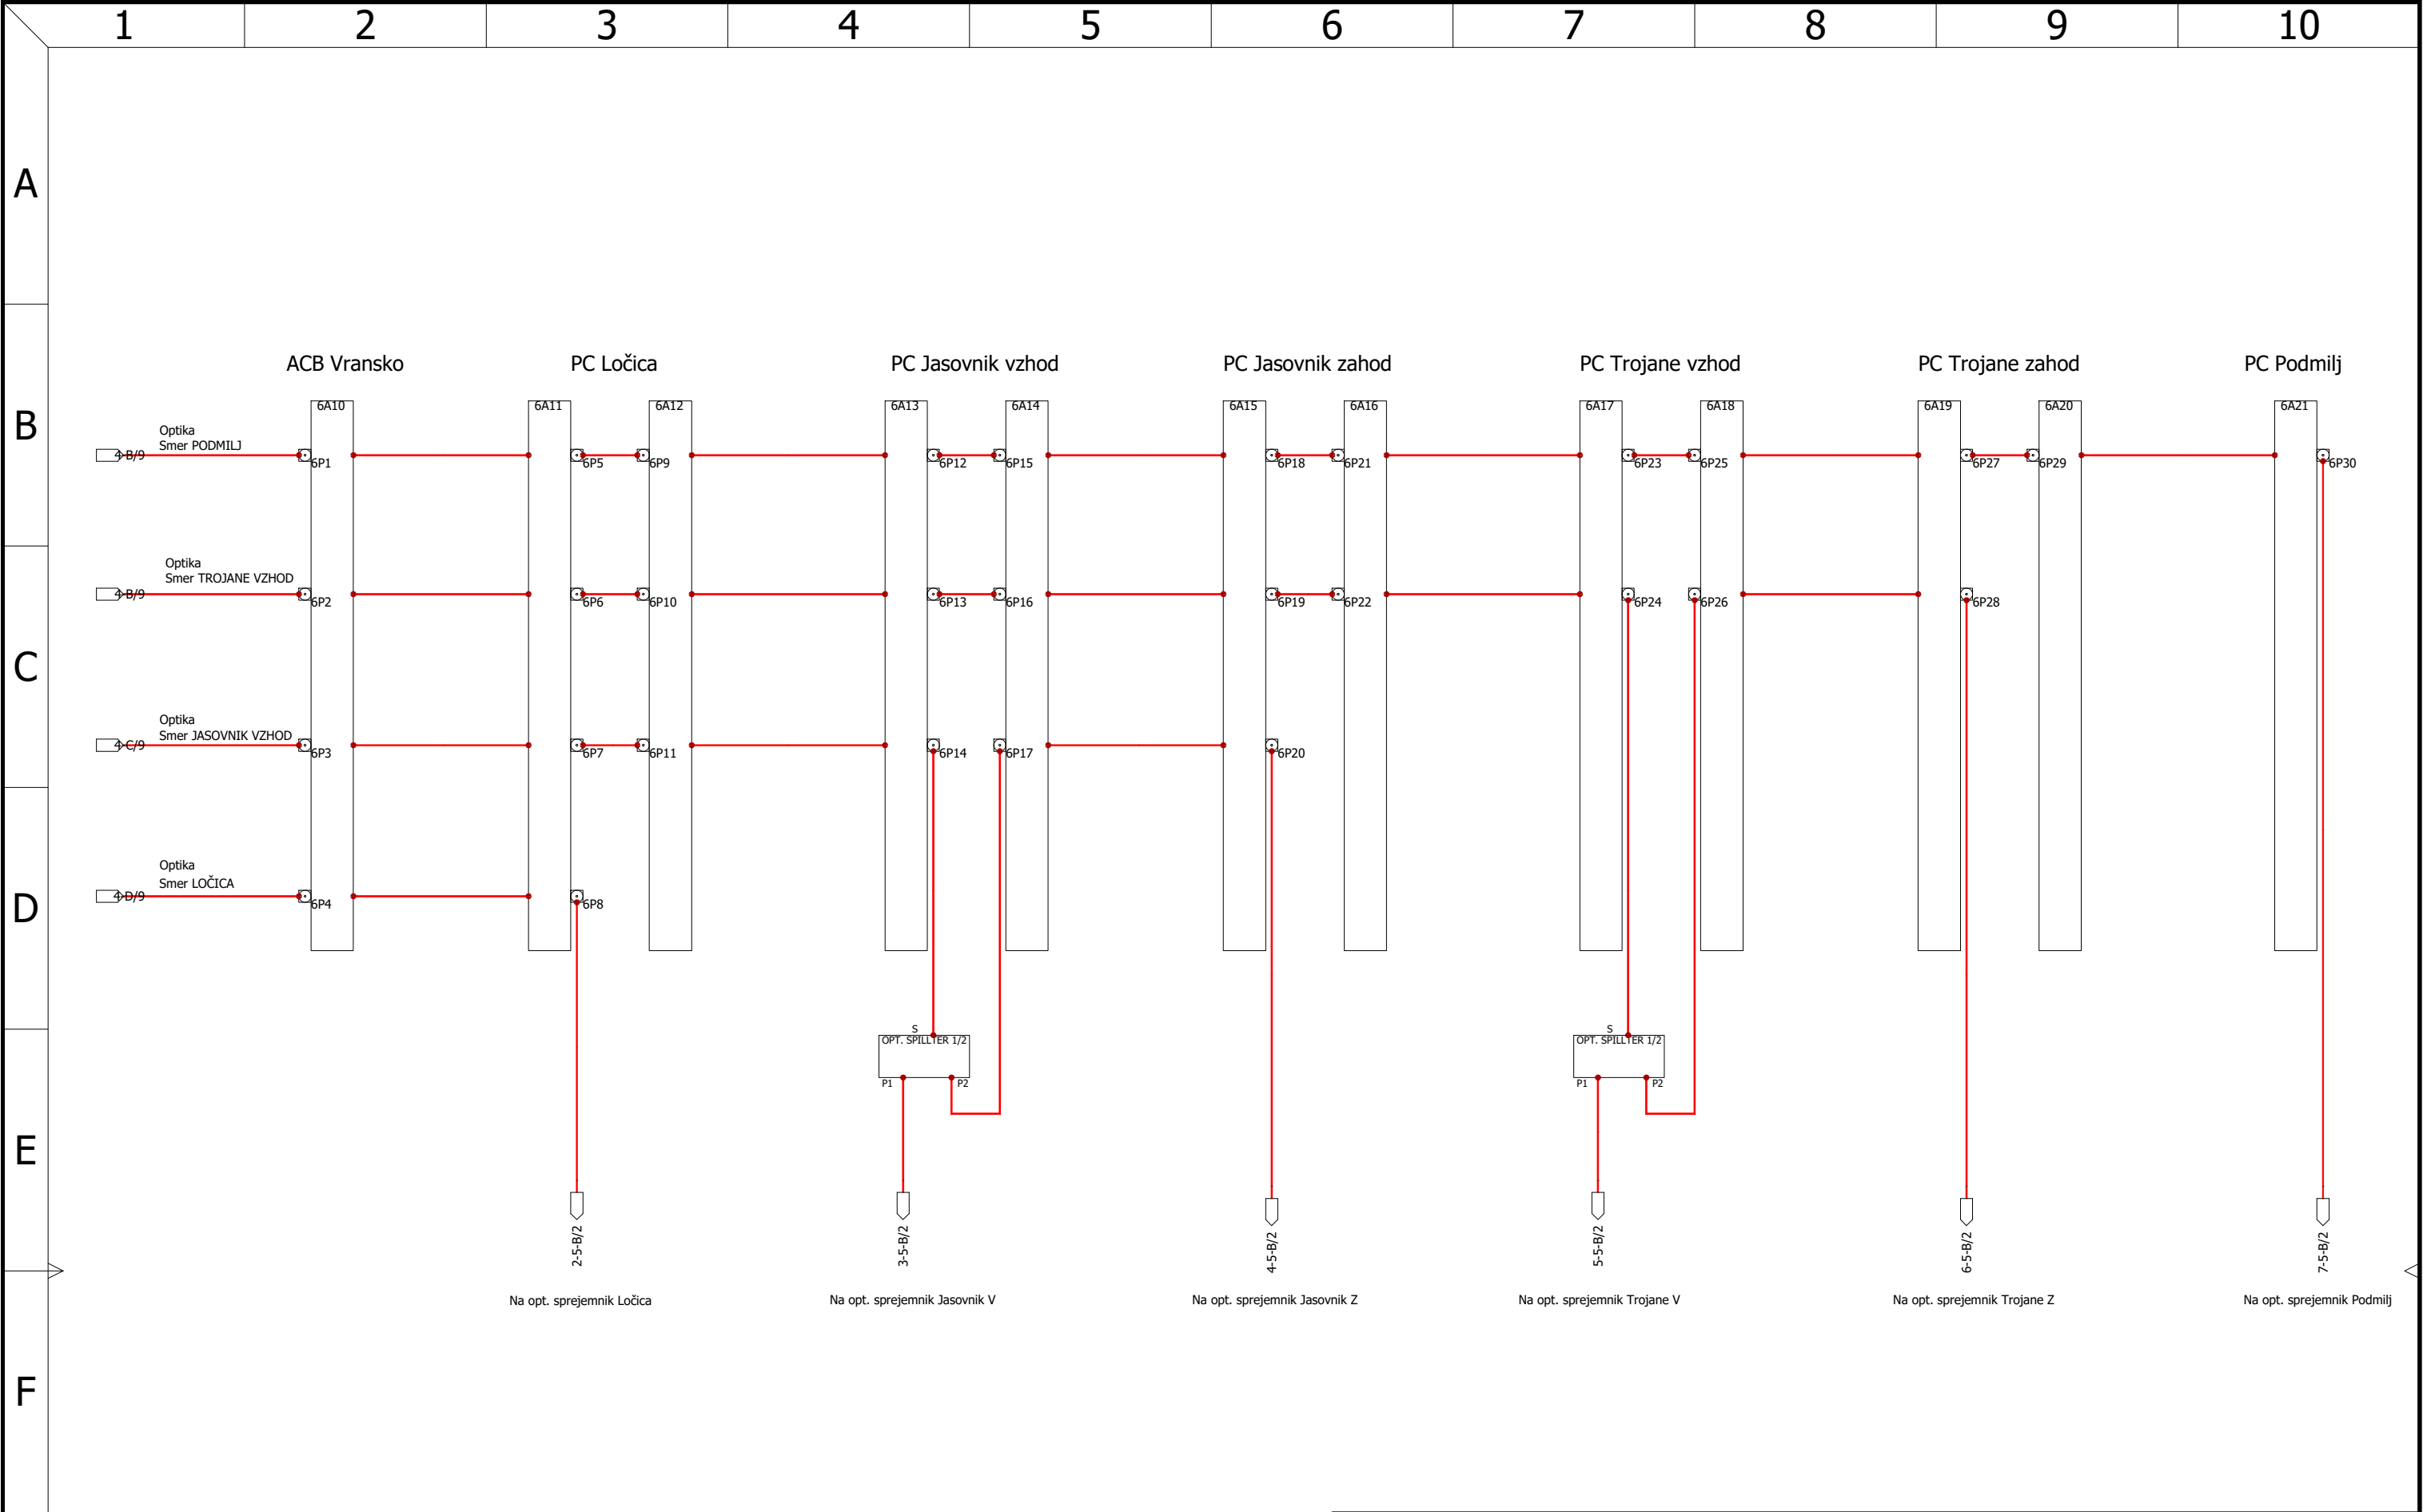 1 2 3 4 5 6 7 8 9 10
A
B
C
D
E
F
ACB Vransko PC Ločica PC Jasovnik vzhod PC Jasovnik zahod PC Trojane vzhod PC Trojane zahod PC Podmilj
6A10 6A11 6A12 6A13 6A14 6A15 6A16 6A17 6A18 6A19 6A20 6A21
Optika
Smer PODMILJ
4-B/9 6P1 6P5 6P9 6P12 6P15 6P18 6P21 6P23 6P25 6P27 6P29 6P30
Optika
Smer TROJANE VZHOD
4-B/9 6P2 6P6 6P10 6P13 6P16 6P19 6P22 6P24 6P26 6P28
Optika
Smer JASOVNIK VZHOD
4-C/9 6P3 6P7 6P11 6P14 6P17 6P20
Optika
Smer LOČICA
4-D/9 6P4 6P8
S S
OPT. SPILLTER 1/2 OPT. SPILLTER 1/2
P1 P2 P1 P2
2-5-B/2 3-5-B/2 4-5-B/2 5-5-B/2 6-5-B/2 7-5-B/2
Na opt. sprejemnik Ločica Na opt. sprejemnik Jasovnik V Na opt. sprejemnik Jasovnik Z Na opt. sprejemnik Trojane V Na opt. sprejemnik Trojane Z Na opt. sprejemnik Podmilj